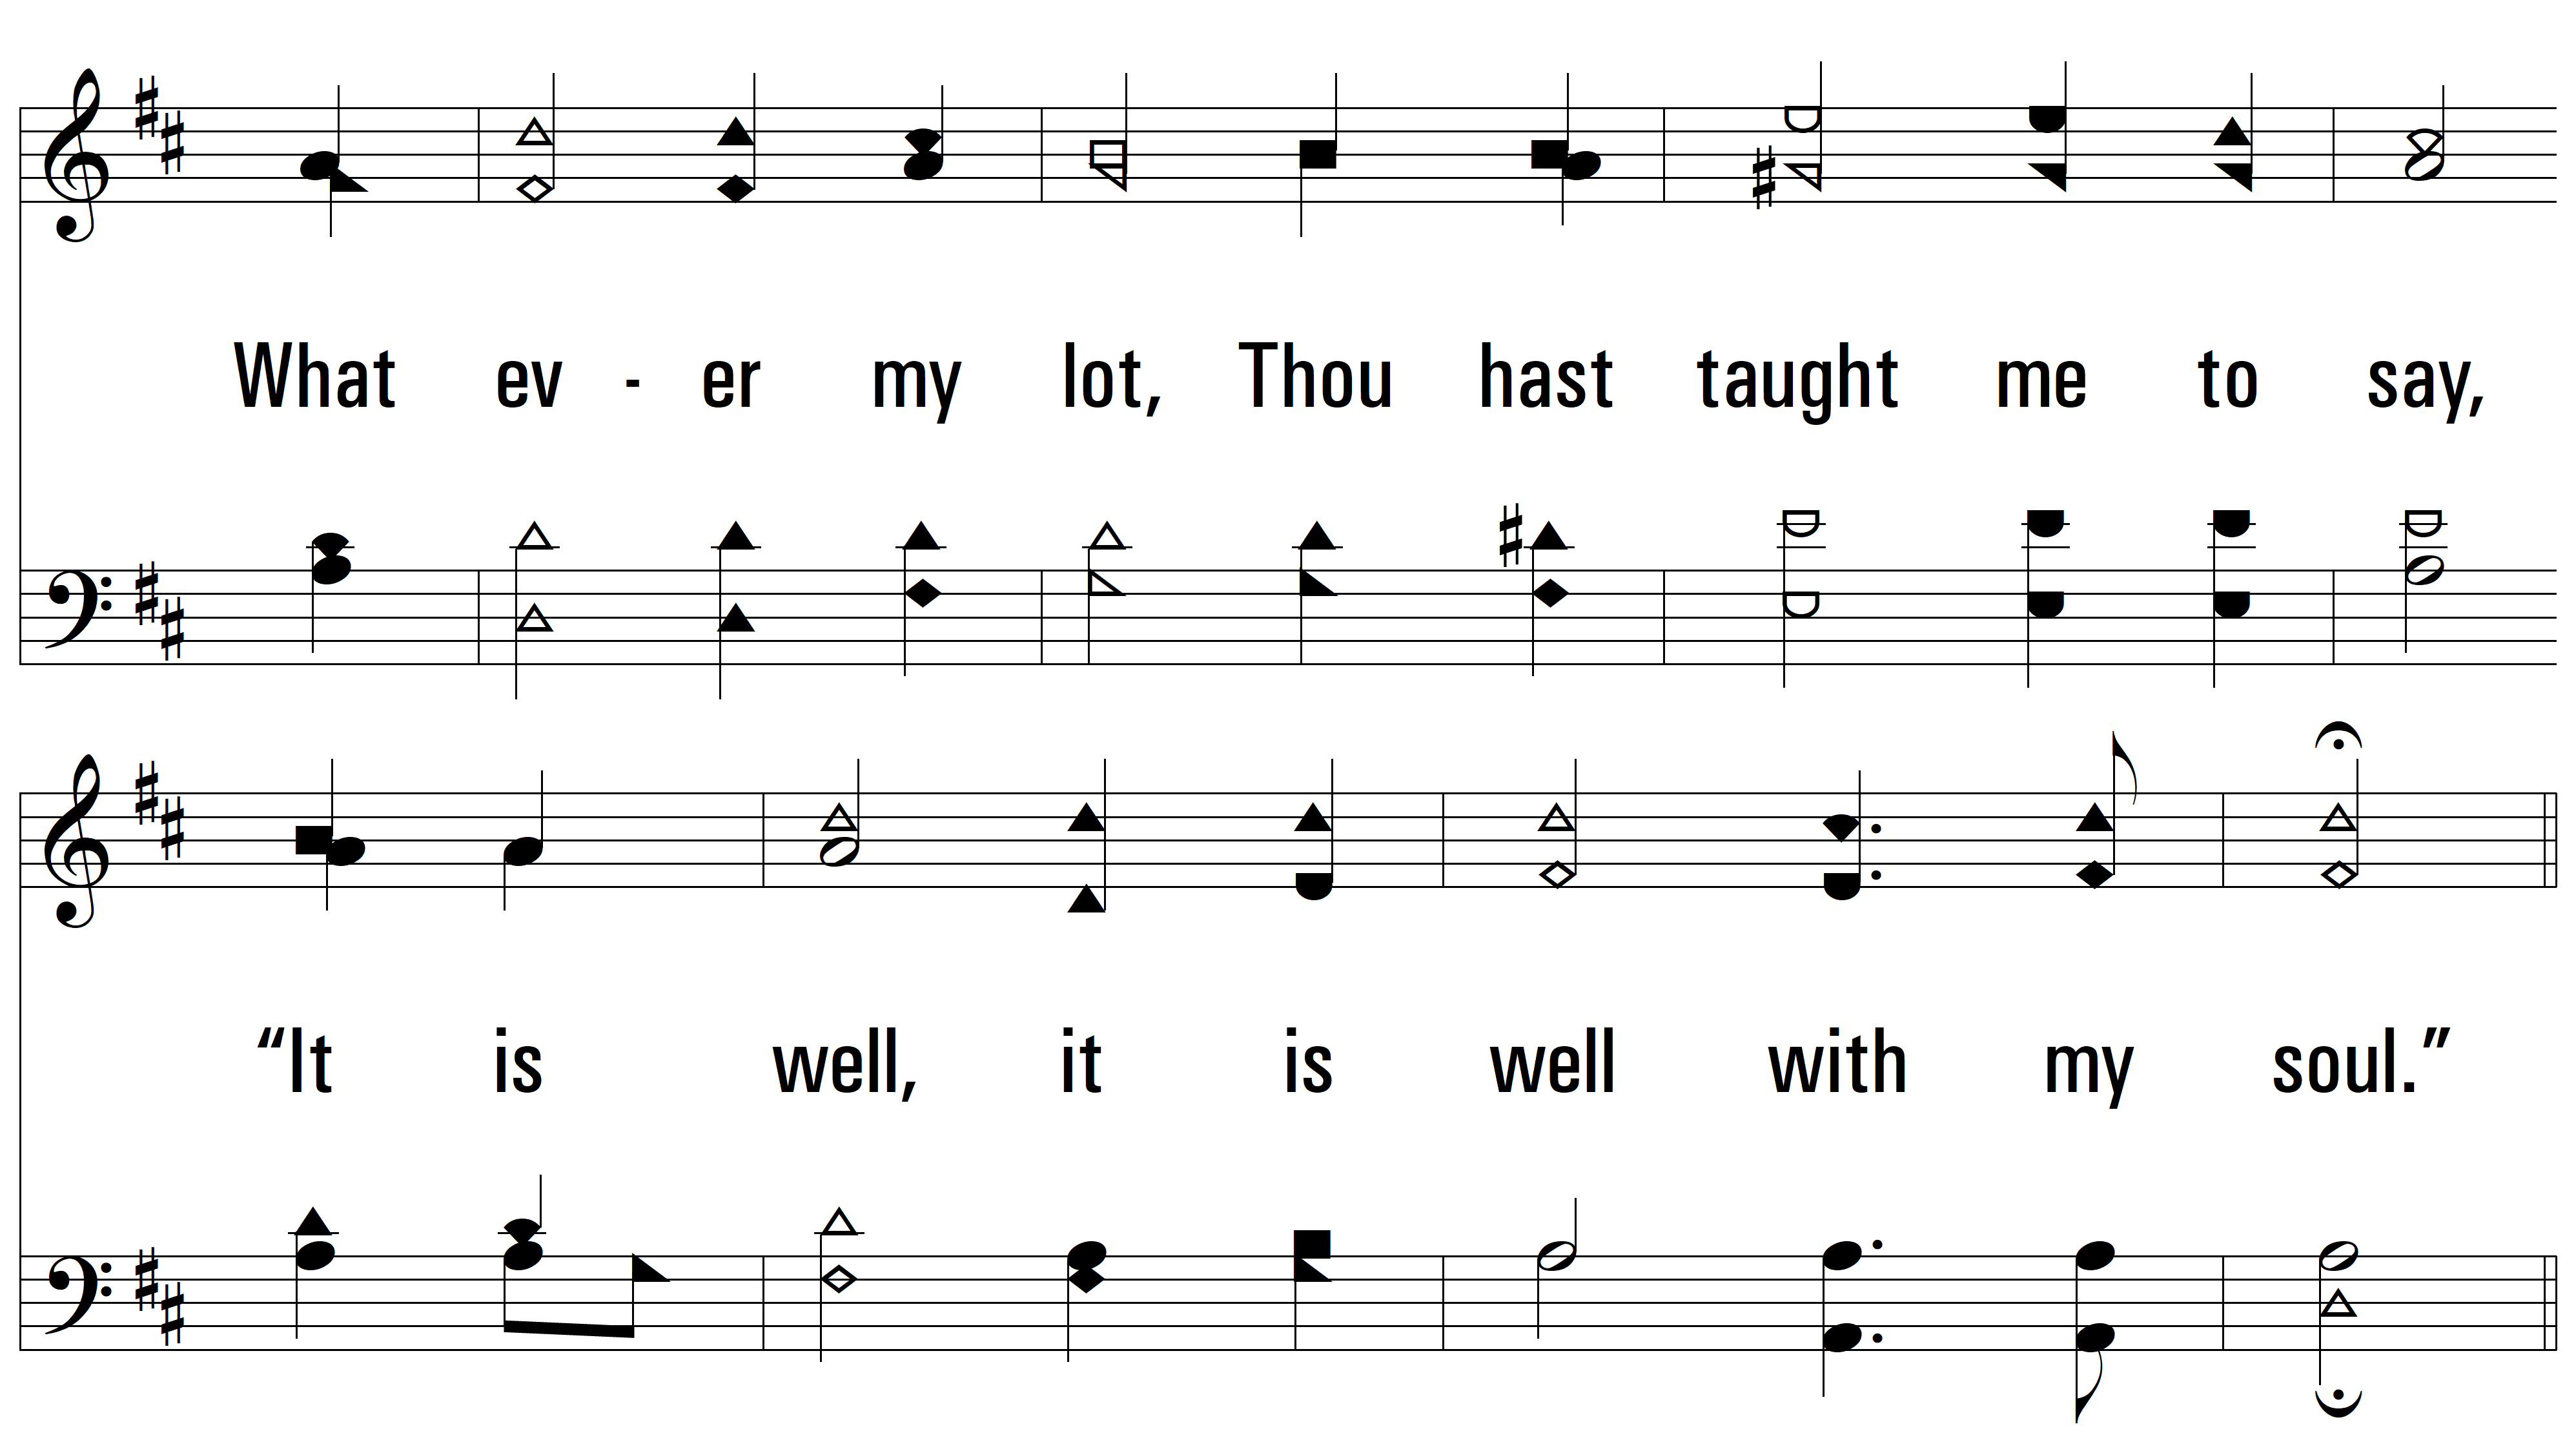 What ev - er my lot, Thou hast taught me to say,
“It is well, it is well with my soul.”